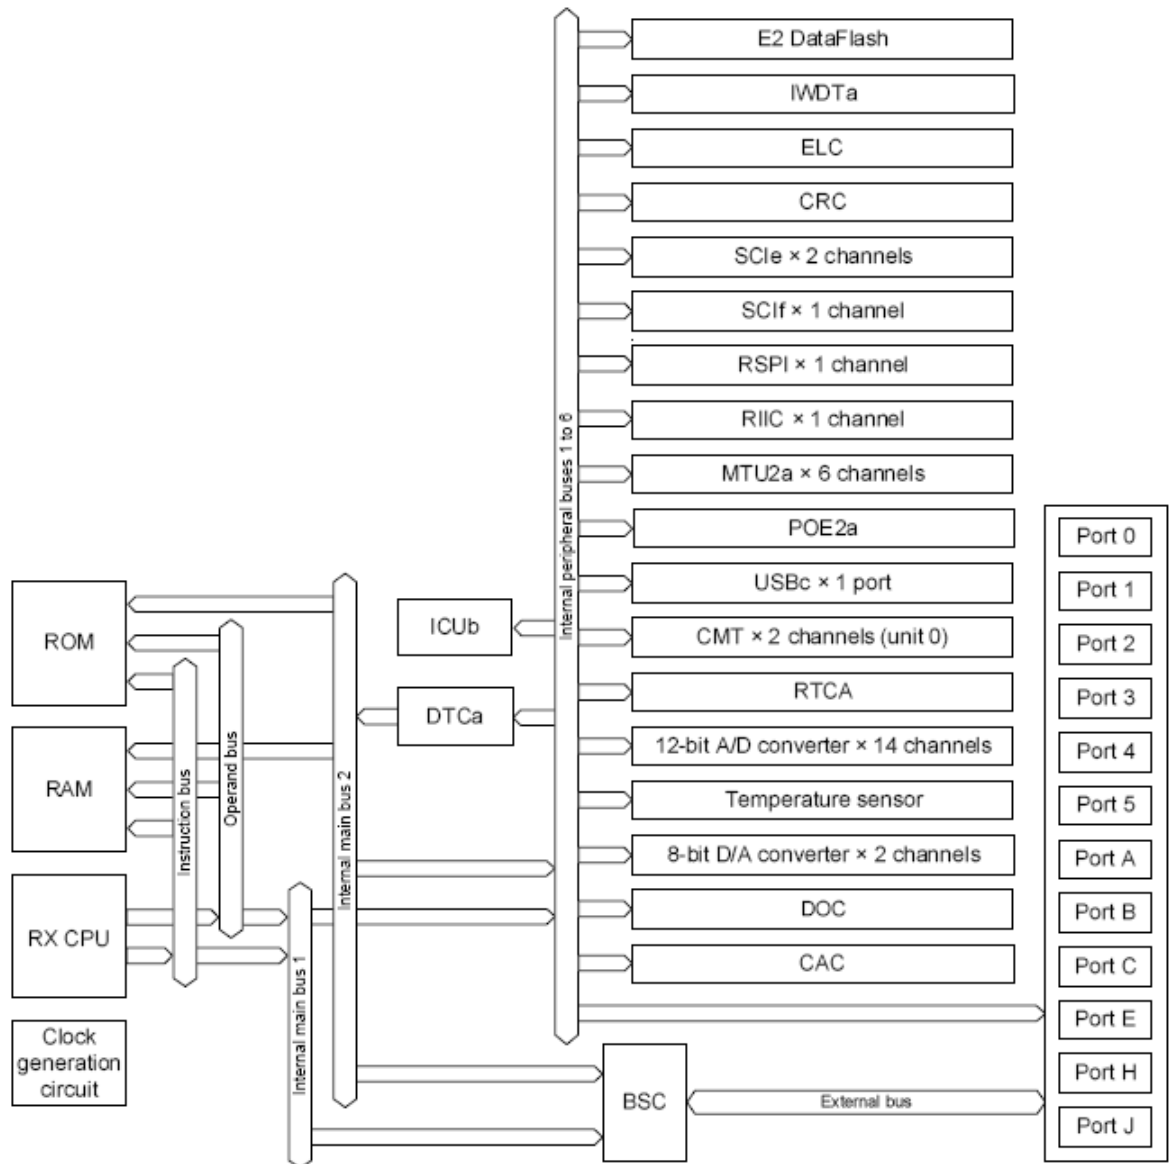 E2 DataFlash
IWDTa
ELC
CRC
SCIe × 2 channels
SCIf × 1 channel
RSPI × 1 channel
RIIC × 1 channel
MTU2a × 6 channels
POE2a
USBc × 1 port
CMT × 2 channels (unit 0)
RTCA
12-bit A/D converter × 14 channels
Temperature sensor
8-bit D/A converter × 2 channels
DOC
CAC
Internal peripheral buses 1 to 6
ICUb
DTCa
ROM
RAM
RX CPU
Clock
generation
circuit
Instruction bus
Operand bus
Internal main bus 2
Internal main bus 1
BSC
External bus
Port 0
Port 1
Port 2
Port 3
Port 4
Port 5
Port A
Port B
Port C
Port E
Port H
Port J